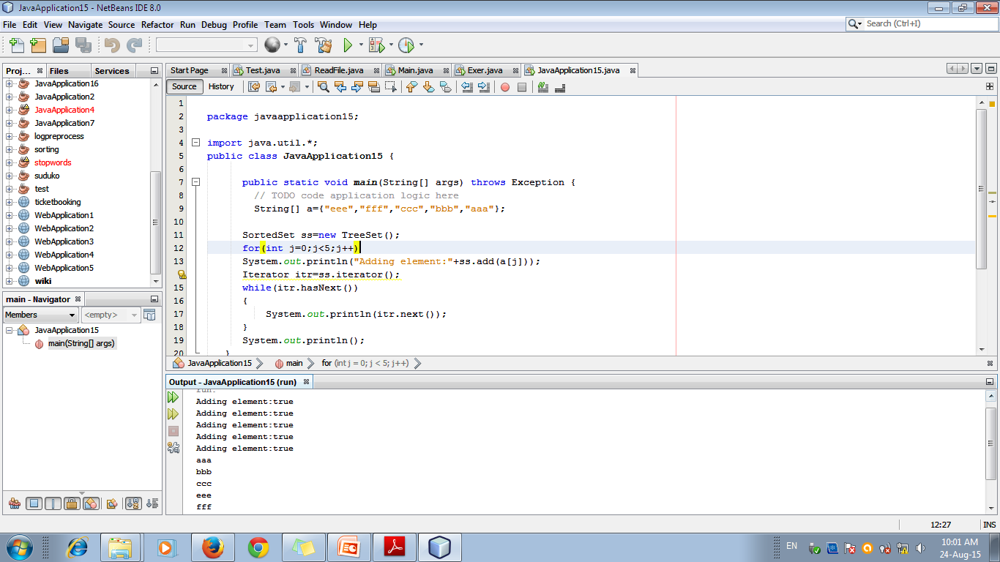 JavaApplication15 - NetBeans IDE 8.0
File Edit View Navigate Source Refactor Run Debug Profile Team Tools Window Help
Search (Ctrl+I)
Proj... Files Services
JavaApplication16
JavaApplication2
JavaApplication4
JavaApplication7
logpreprocess
sorting
stopwords
suduko
test
ticketbooking
WebApplication1
WebApplication2
WebApplication3
WebApplication4
WebApplication5
wiki
main - Navigator
Members <empty>
JavaApplication15
main(String[] args)
Start Page Test.java ReadFile.java Main.java Exer.java JavaApplication15.java
Source History
1
2 package javaapplication15;
3
4 import java.util.*;
5 public class JavaApplication15 {
6
7 public static void main(String[] args) throws Exception {
8 // TODO code application logic here
9 String[] a={"eee","fff","ccc","bbb","aaa"};
10
11 SortedSet ss=new TreeSet();
12 for(int j=0;j<5;j++)
13 System.out.println("Adding element:"+ss.add(a[j]));
Iterator itr=ss.iterator();
15 while(itr.hasNext())
16 {
17 System.out.println(itr.next());
18 }
19 System.out.println();
20 }
JavaApplication15 main for (int j = 0; j < 5; j++)
Output - JavaApplication15 (run)
run:
Adding element:true
Adding element:true
Adding element:true
Adding element:true
Adding element:true
aaa
bbb
ccc
eee
fff
12:27 INS
EN
10:01 AM
24-Aug-15